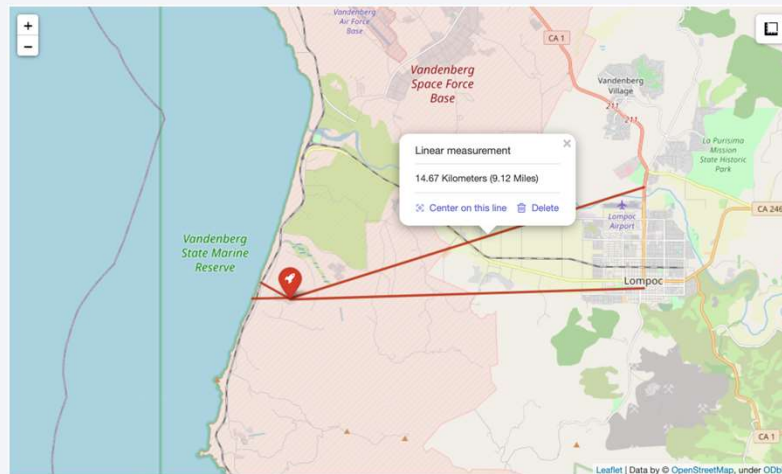 +
−
Vandenberg
Air Force
Base
CA 1
Vandenberg
Space Force
Base
Vandenberg
Village
211
211
La Purisima
Mission
State Historic
Park
×
Linear measurement
14.67 Kilometers (9.12 Miles)
Center on this line Delete
CA 246
Lompoc
Airport
Vandenberg
State Marine
Reserve
Lompoc
CA 1
Leaflet | Data by © OpenStreetMap, under ODb